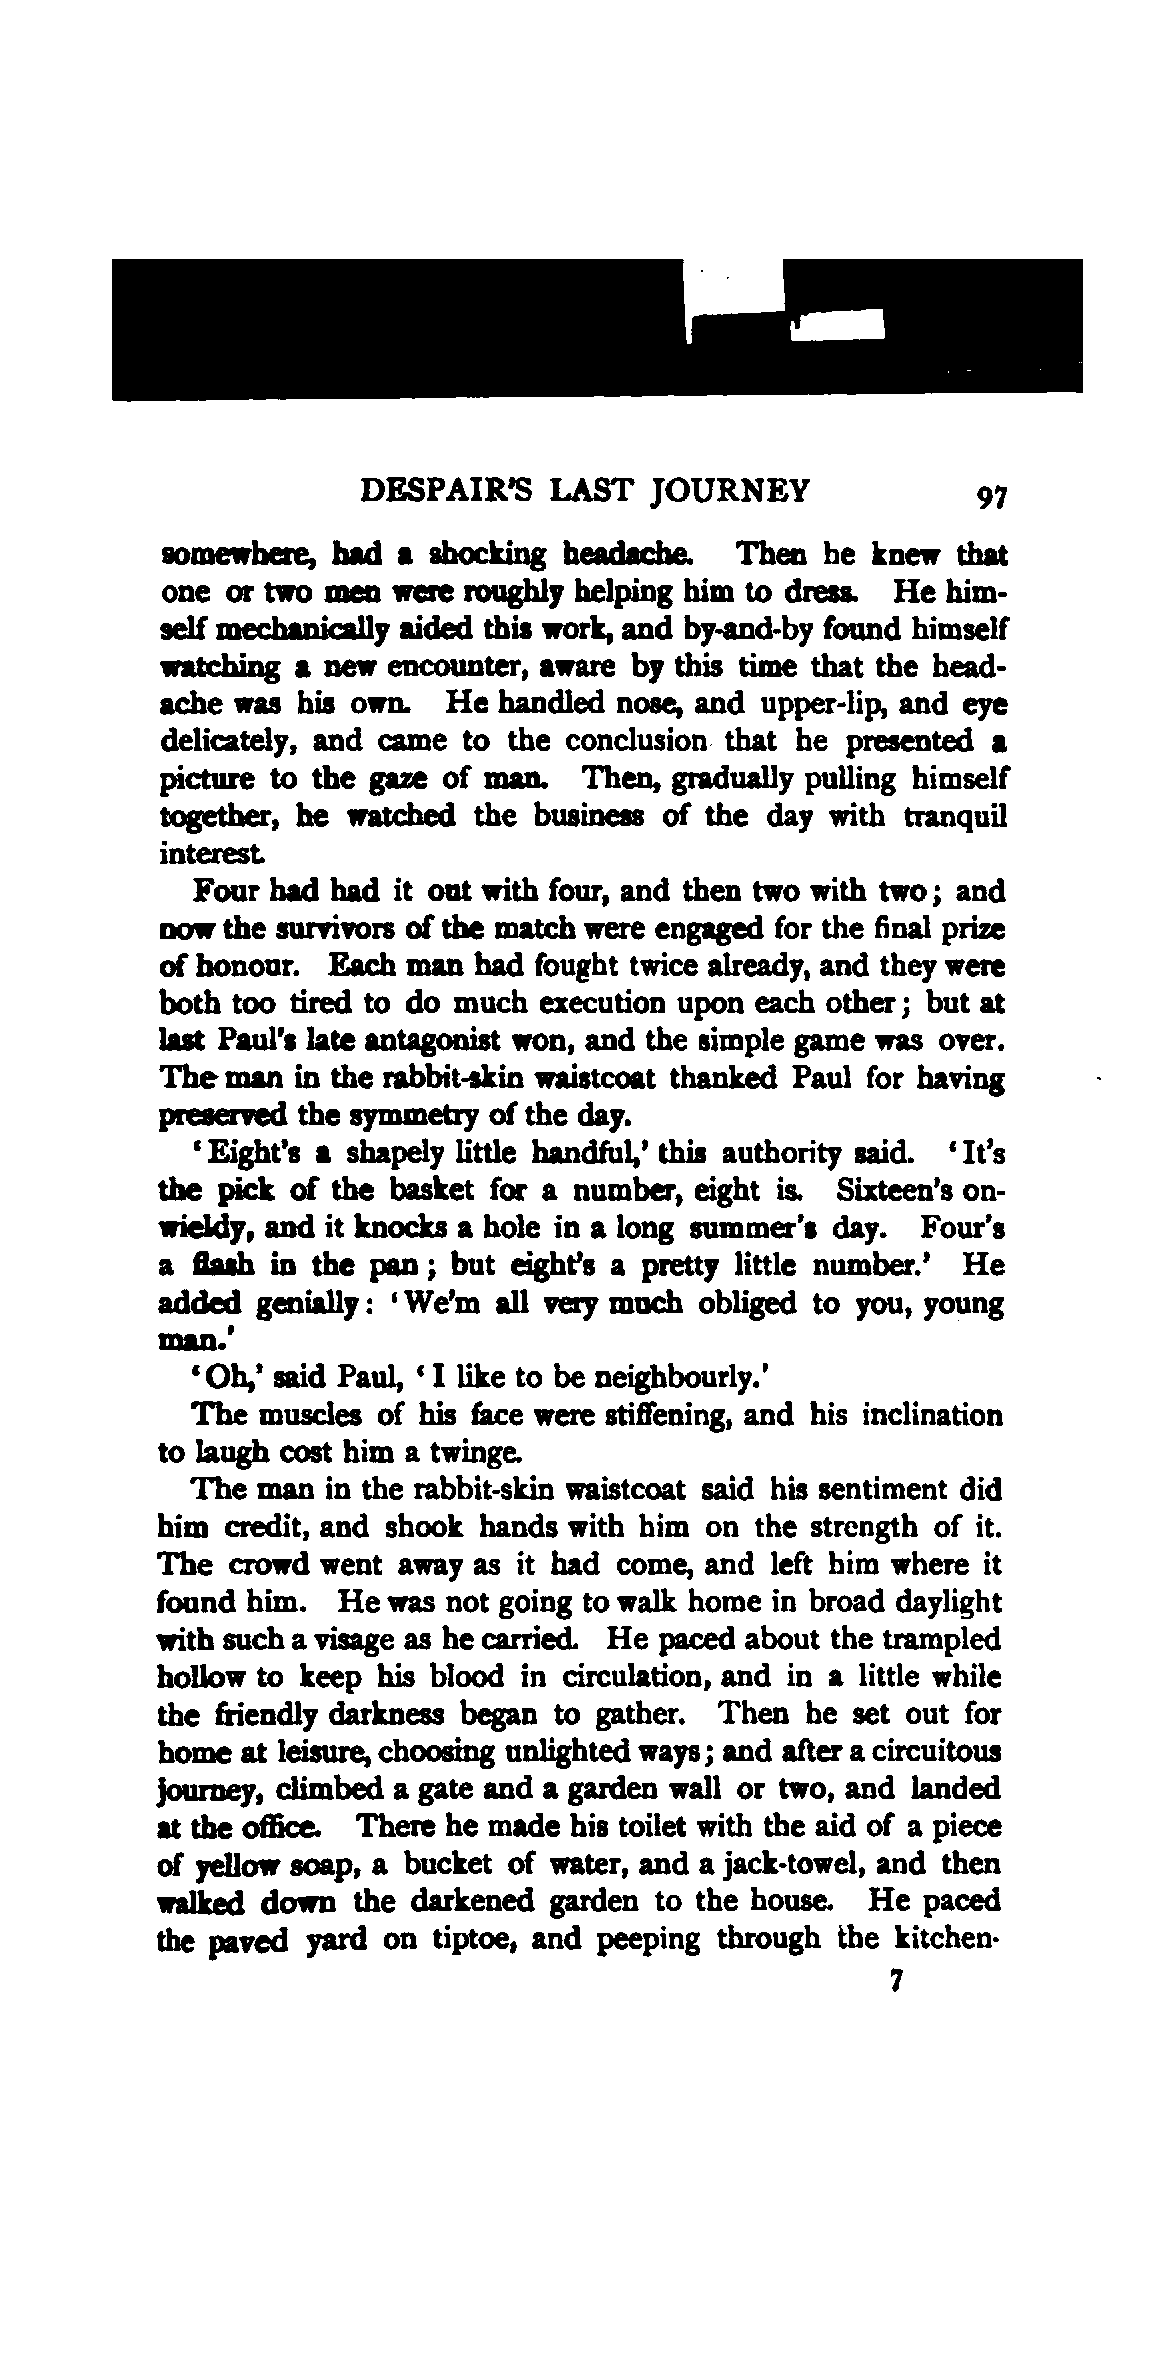 DESPAIR'S LAST JOURNEY 97
somewhere, had a shocking headache. Then he knew that
one or two men were roughly helping him to dress. He him-
self mechanically aided this work, and by-and-by found himself
watching a new encounter, aware by this time that the head-
ache was his own. He handled nose, and upper-lip, and eye
delicately, and came to the conclusion that he presented a
picture to the gaze of man. Then, gradually pulling himself
together, he watched the business of the day with tranquil
interest.
Four had had it out with four, and then two with two; and
now the survivors of the match were engaged for the final prize
of honour. Each man had fought twice already, and they were
both too tired to do much execution upon each other; but at
last Paul's late antagonist won, and the simple game was over.
The man in the rabbit-skin waistcoat thanked Paul for having
preserved the symmetry of the day.
'Eight's a shapely little handful,' this authority said. 'It's
the pick of the basket for a number, eight is. Sixteen's on-
wieldy, and it knocks a hole in a long summer's day. Four's
a flash in the pan; but eight's a pretty little number.' He
added genially: 'We'm all very much obliged to you, young
man.'
'Oh,' said Paul, 'I like to be neighbourly.'
The muscles of his face were stiffening, and his inclination
to laugh cost him a twinge.
The man in the rabbit-skin waistcoat said his sentiment did
him credit, and shook hands with him on the strength of it.
The crowd went away as it had come, and left him where it
found him. He was not going to walk home in broad daylight
with such a visage as he carried. He paced about the trampled
hollow to keep his blood in circulation, and in a little while
the friendly darkness began to gather. Then he set out for
home at leisure, choosing unlighted ways; and after a circuitous
journey, climbed a gate and a garden wall or two, and landed
at the office. There he made his toilet with the aid of a piece
of yellow soap, a bucket of water, and a jack-towel, and then
walked down the darkened garden to the house. He paced
the paved yard on tiptoe, and peeping through the kitchen-
7